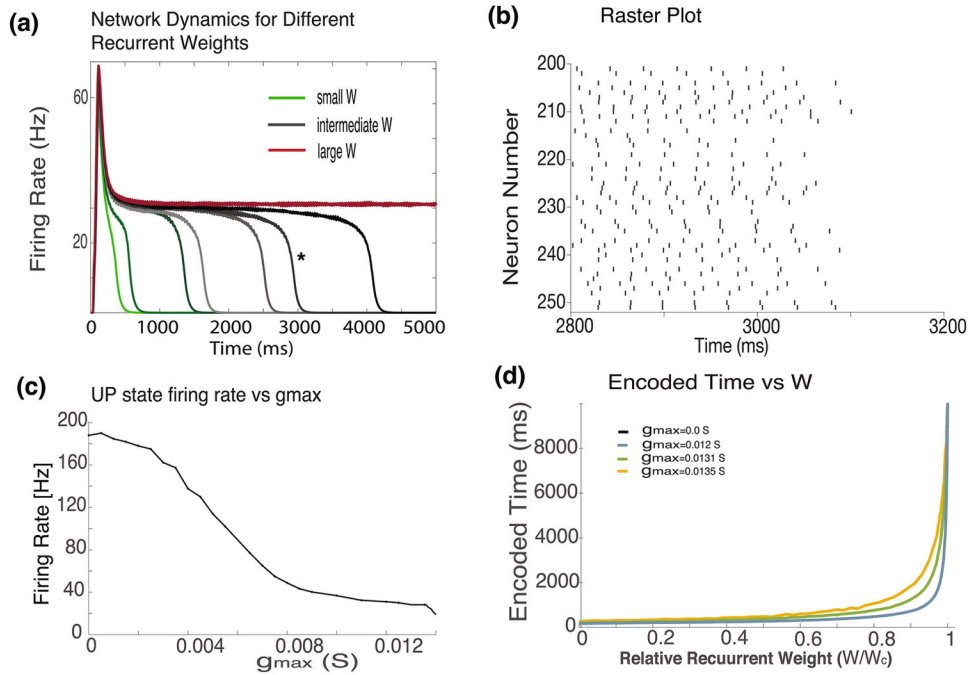 (a)
Network Dynamics for Different
Recurrent Weights
Firing Rate (Hz)
60
20
small W
intermediate W
large W
*
0
1000
2000
3000
4000
5000
Time (ms)
(b)
Raster Plot
Neuron Number
200
210
220
230
240
250
2800
3000
3200
Time (ms)
(c)
UP state firing rate vs gmax
Firing Rate [Hz]
200
160
120
80
40
0
0
0.004
0.008
0.012
gmax (S)
(d)
Encoded Time vs W
Encoded Time (ms)
8000
6000
4000
2000
0
gmax=0.0 S
gmax=0.012 S
gmax=0.0131 S
gmax=0.0135 S
0
0.2
0.4
0.6
0.8
1
Relative Recuurrent Weight (W/Wc)